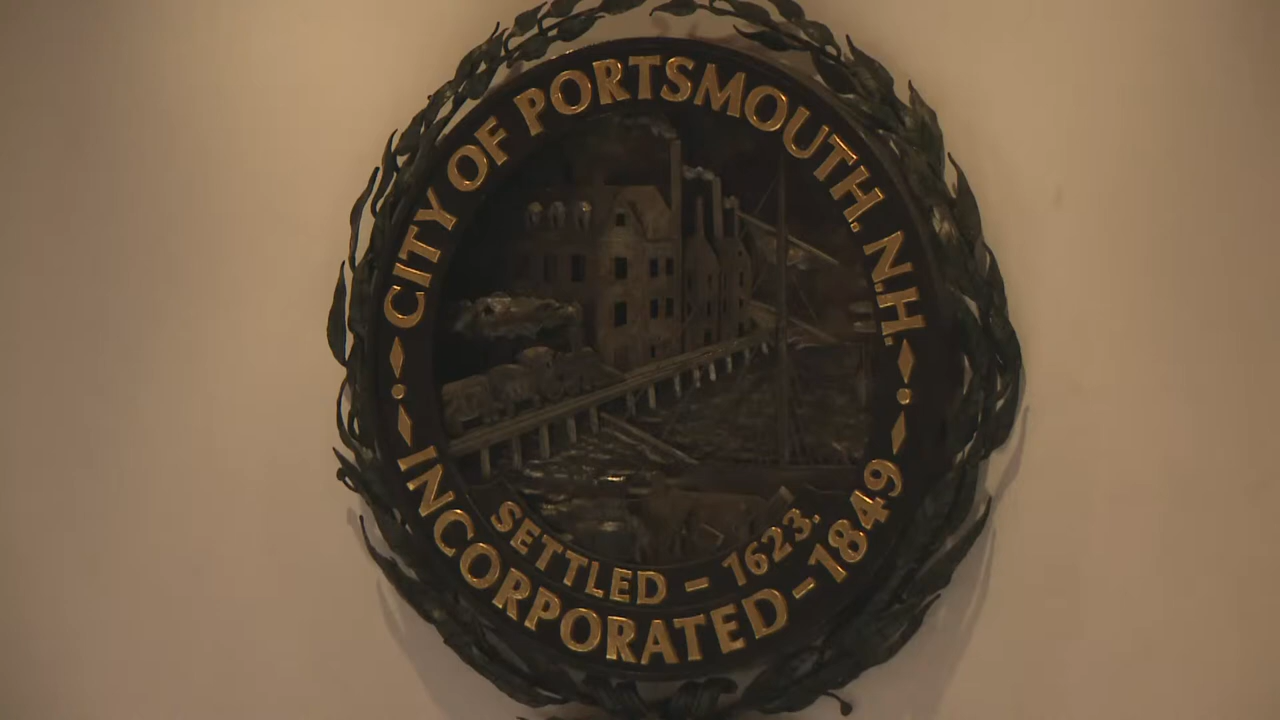 CITY OF PORTSMOUTH. N.H.
SETTLED – 1623.
INCORPORATED – 1849